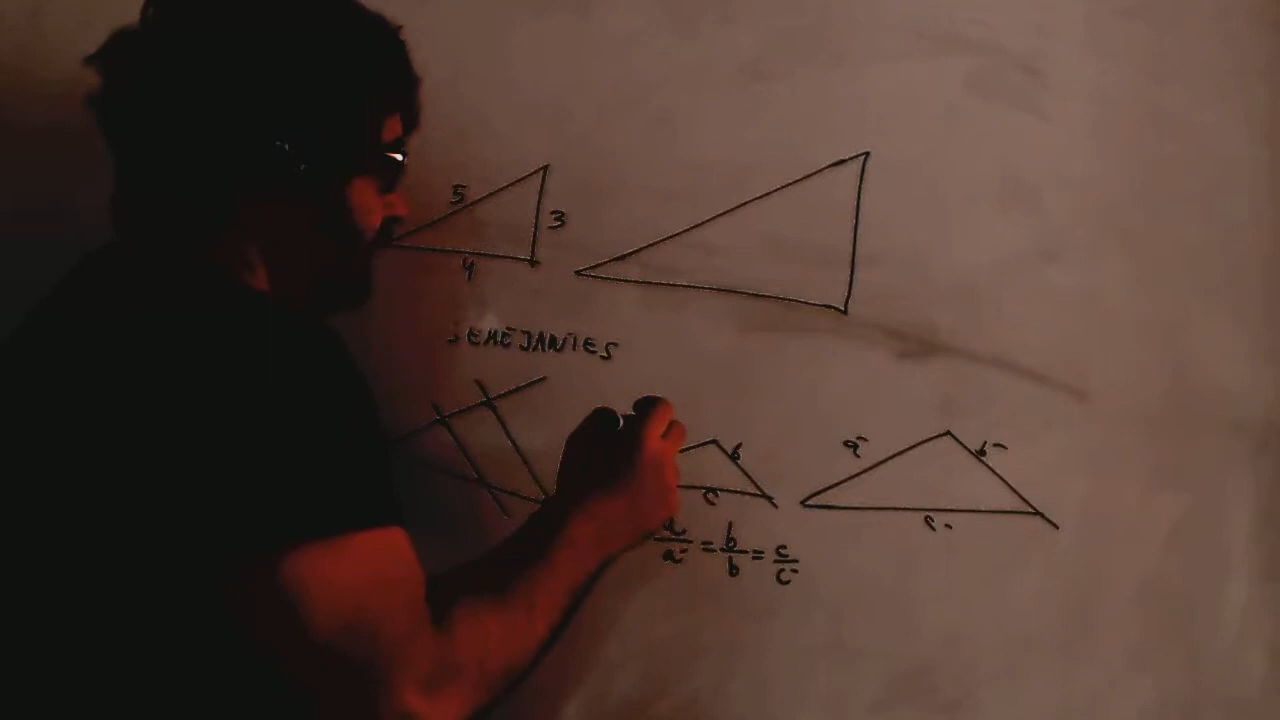 5
3
4
SEMEJANTES
b
c
a'
b'
c'
a/a' = b/b = c/c'